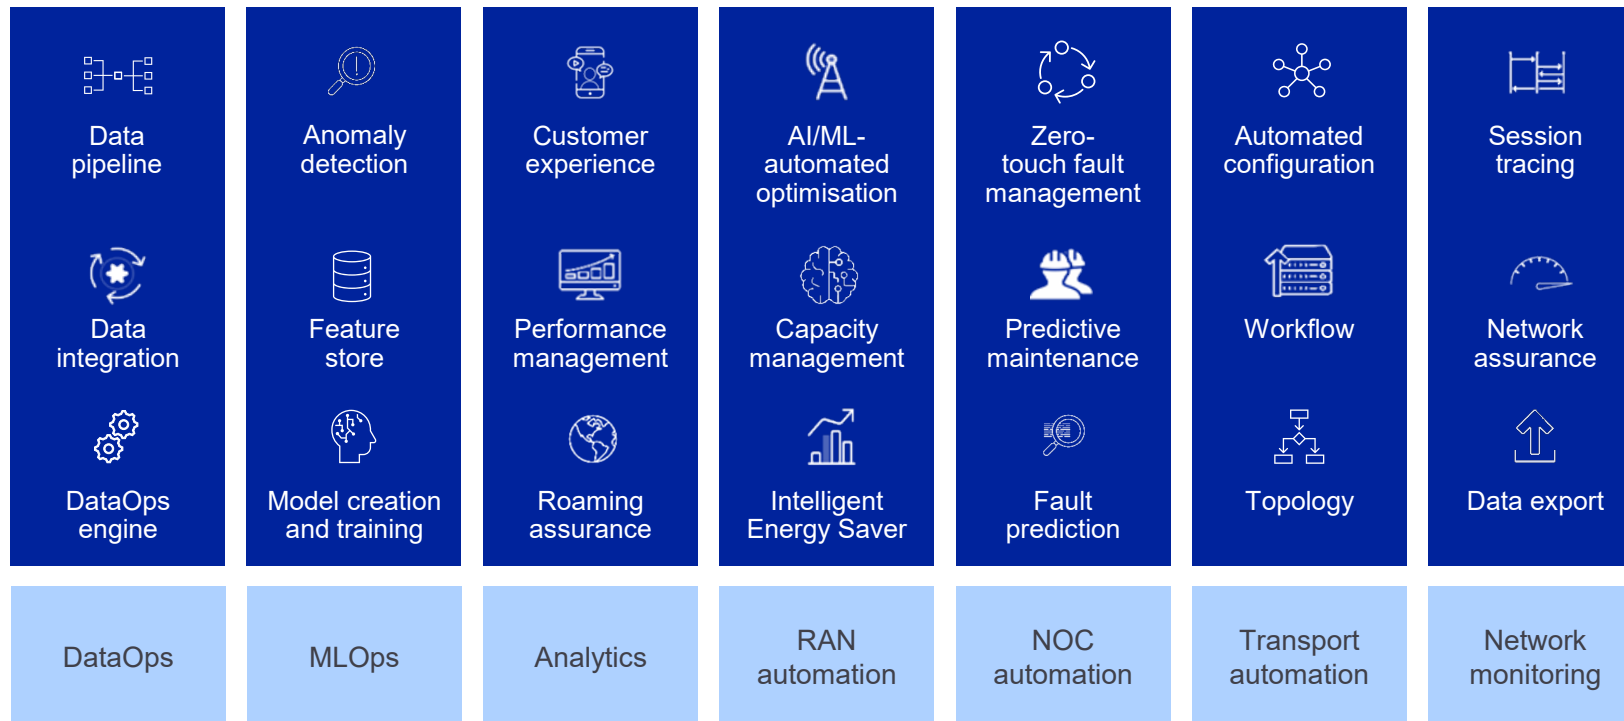 Data
pipeline
Data
integration
DataOps
engine
DataOps
Anomaly
detection
Feature
store
Model creation
and training
MLOps
Customer
experience
Performance
management
Roaming
assurance
Analytics
AI/ML-
automated
optimisation
Capacity
management
Intelligent
Energy Saver
RAN
automation
Zero-
touch fault
management
Predictive
maintenance
Fault
prediction
NOC
automation
Automated
configuration
Workflow
Topology
Transport
automation
Session
tracing
Network
assurance
Data export
Network
monitoring